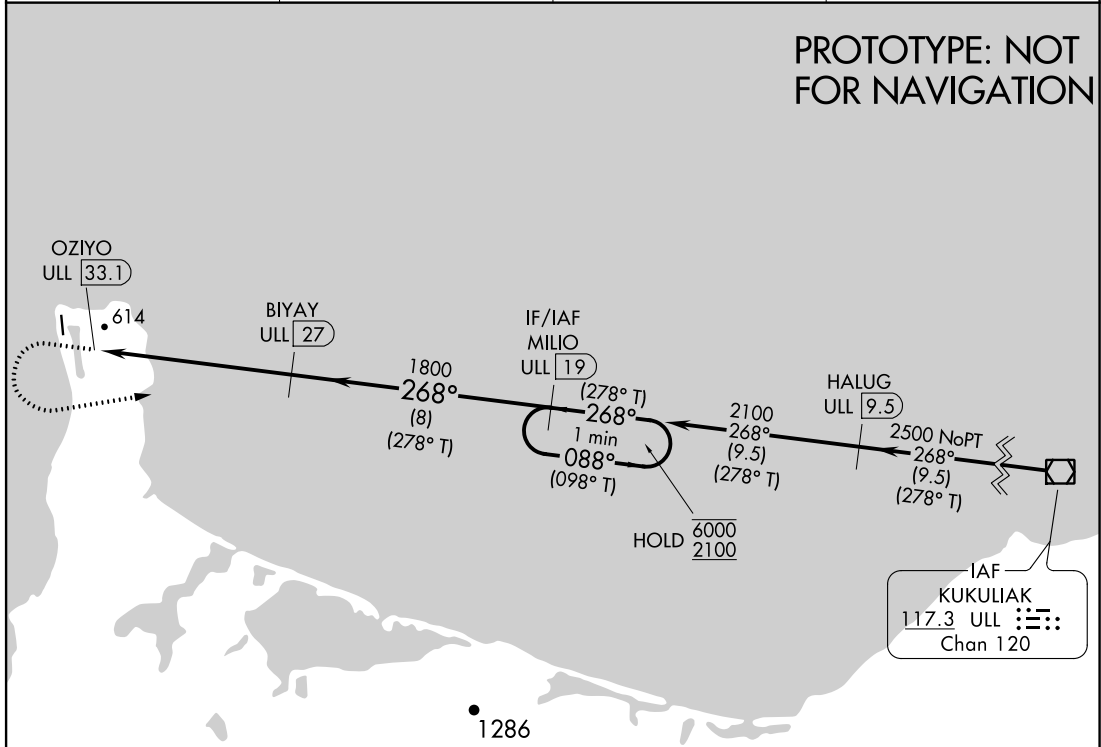 PROTOTYPE: NOT
FOR NAVIGATION
OZIYO
ULL 33.1
614
BIYAY
ULL 27
IF/IAF
MILIO
ULL 19
1800
268°
(8)
(278° T)
(278° T)
268°
1 min
088°
(098° T)
HOLD 6000
2100
2100
268°
(9.5)
(278° T)
HALUG
ULL 9.5
2500 NoPT
268°
(9.5)
(278° T)
IAF
KUKULIAK
117.3 ULL
Chan 120
1286